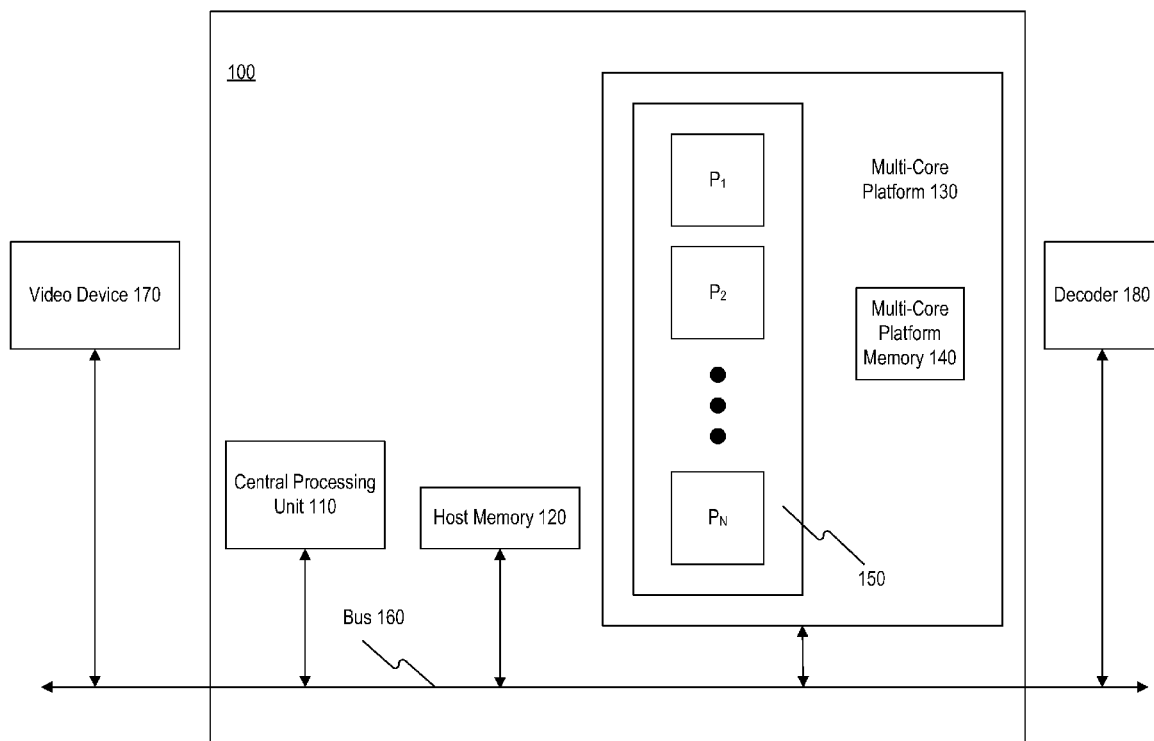 100
P₁
Multi-Core
Platform 130
Video Device 170
P₂
Multi-Core
Platform
Memory 140
Decoder 180
Central Processing
Unit 110
Host Memory 120
P_N
150
Bus 160